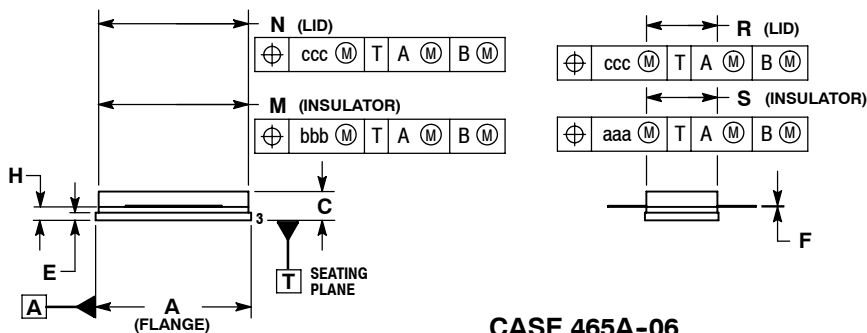 N (LID)
⌖ ccc Ⓜ T A Ⓜ B Ⓜ
M (INSULATOR)
⌖ bbb Ⓜ T A Ⓜ B Ⓜ
R (LID)
⌖ ccc Ⓜ T A Ⓜ B Ⓜ
S (INSULATOR)
⌖ aaa Ⓜ T A Ⓜ B Ⓜ
H
C
3
E
F
T SEATING
PLANE
A
A
(FLANGE)
CASE 465A-06